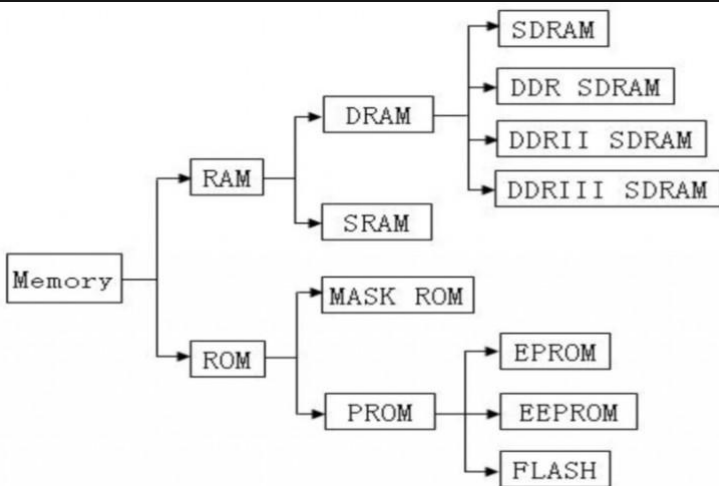 SDRAM
DDR SDRAM
DRAM
DDRII SDRAM
RAM
DDRIII SDRAM
SRAM
Memory
MASK ROM
ROM
EPROM
PROM
EEPROM
FLASH